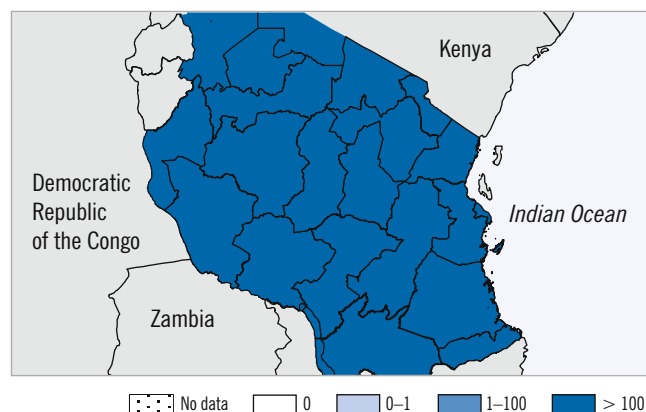 Kenya
Democratic
Republic
of the Congo
Indian Ocean
Zambia
No data
0
0–1
1–100
> 100